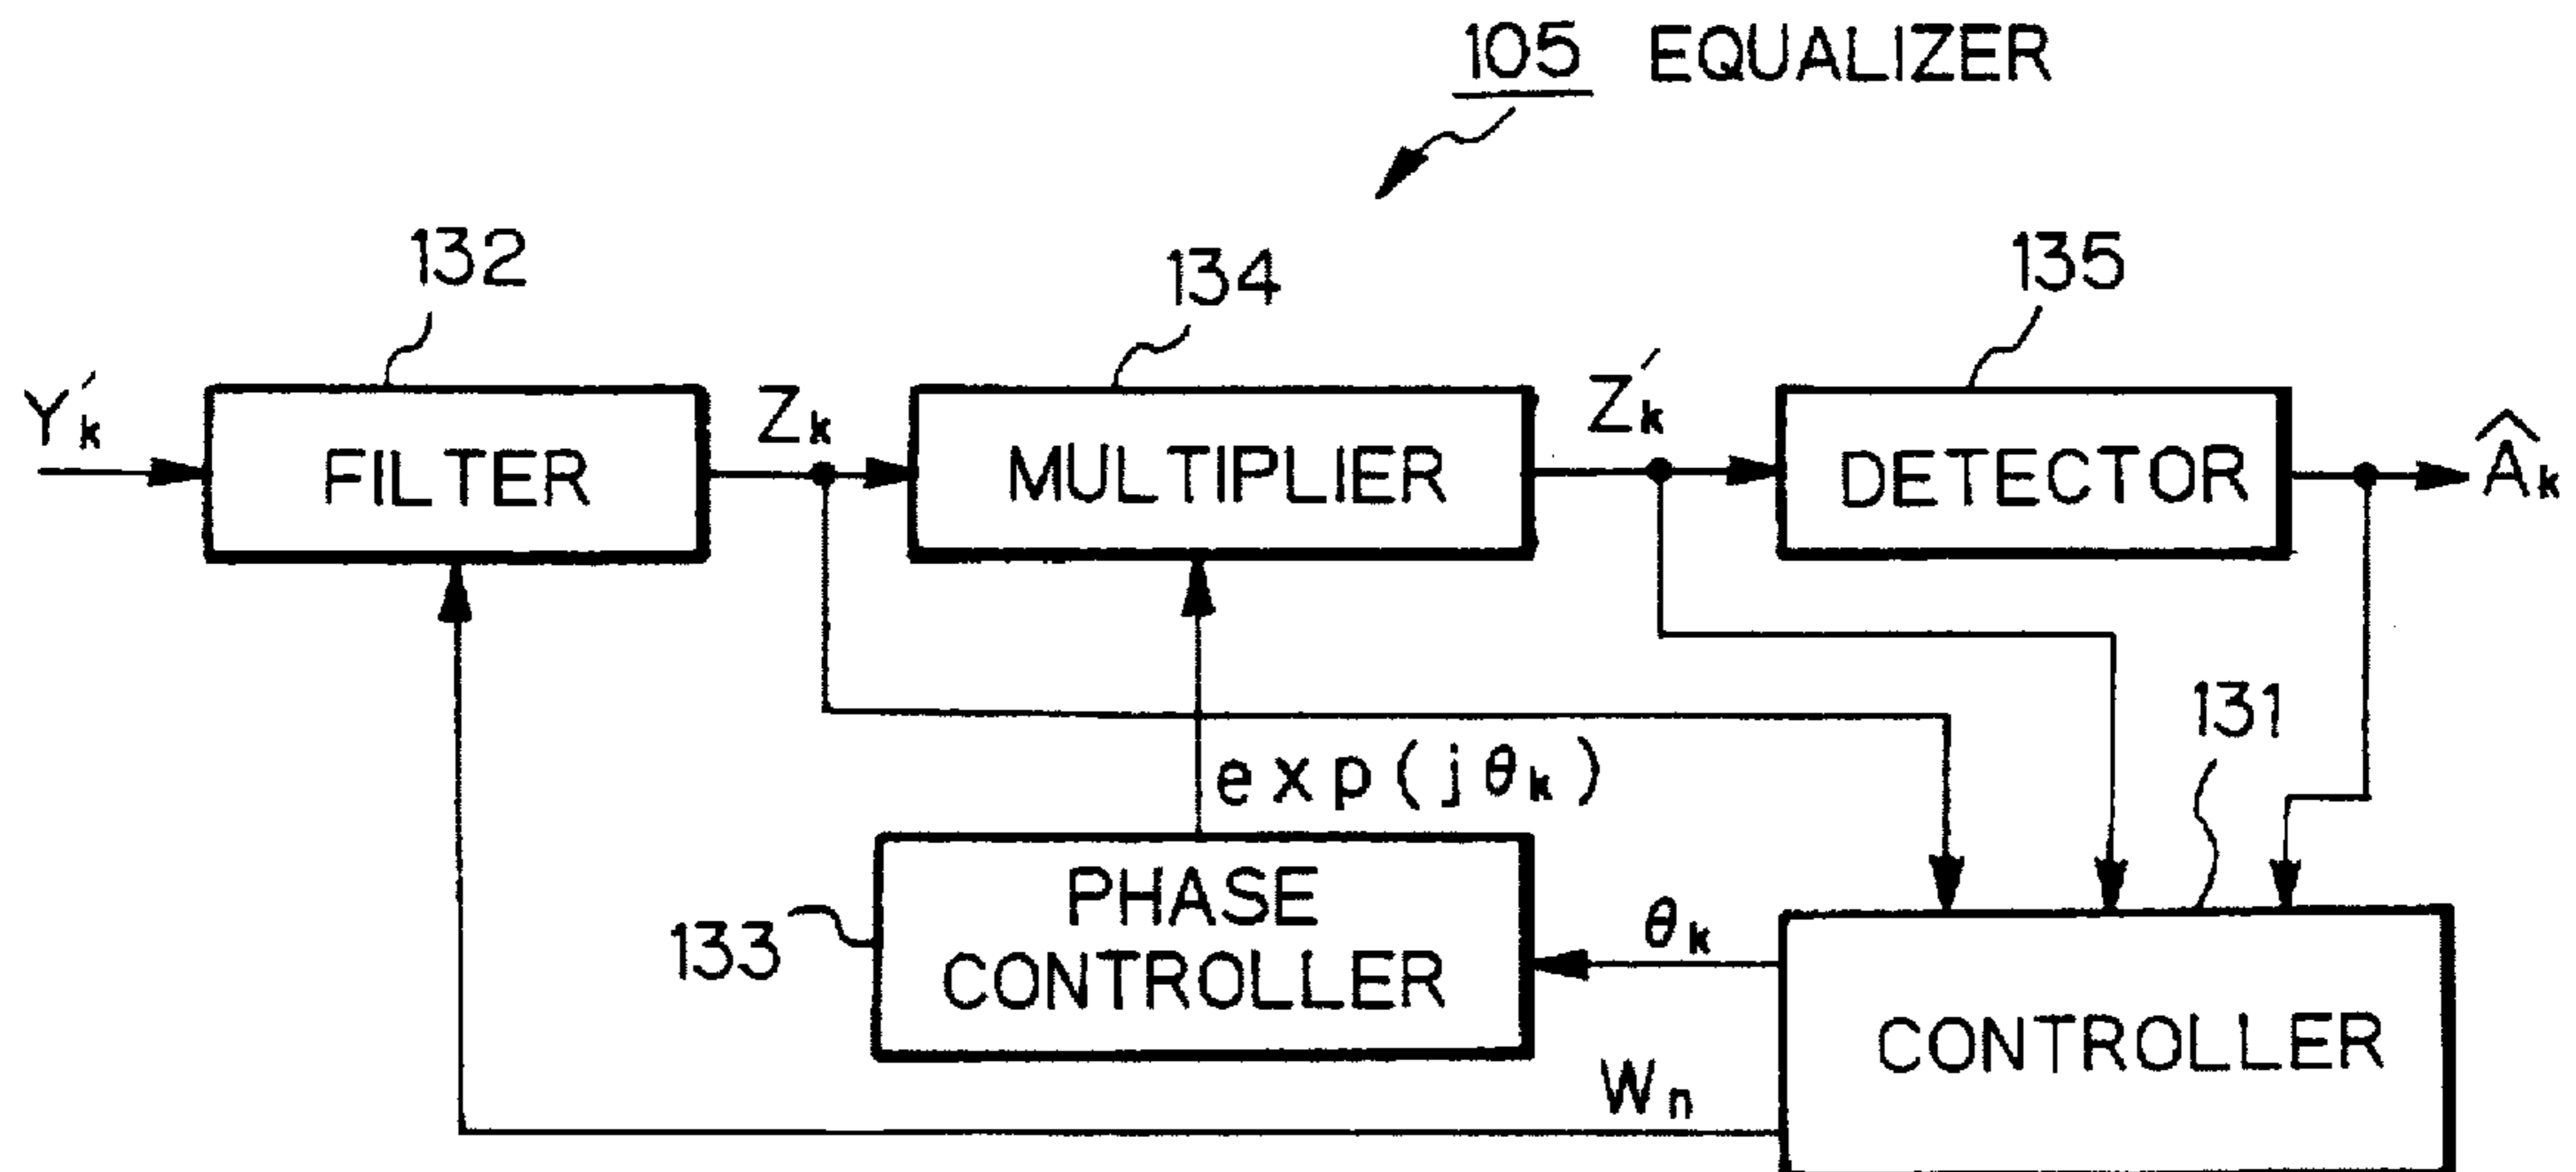 105 EQUALIZER
132
134
135
Y'k
FILTER
Zk
MULTIPLIER
Z'k
DETECTOR
Âk
131
exp(jθk)
133
PHASE
CONTROLLER
θk
CONTROLLER
Wn